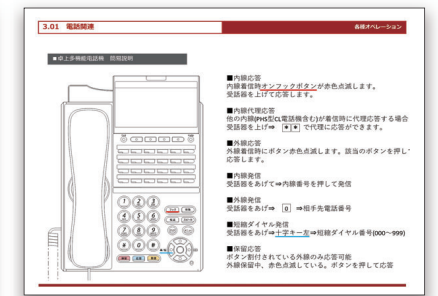 3.01 電話関連
各種オペレーション
■卓上多機能電話機 簡易説明
■内線応答
内線着信時オンフックボタンが赤色点滅します。
受話器を上げて応答します。
■内線代理応答
他の内線(PHS型CL電話機含む)が着信時に代理応答する場合
受話器を上げ⇒ ＊＊ で代理に応答ができます。
■外線応答
外線着信時にボタン赤色点滅します。該当のボタンを押し
応答します。
■内線発信
受話器をあげて⇒内線番号を押して発信
■外線発信
受話器をあげ⇒ 0 ⇒相手先電話番号
■短縮ダイヤル発信
受話器をあげ⇒十字キー左⇒短縮ダイヤル番号(000～999)
■保留応答
ボタン割付されている外線のみ応答可能
外線保留中、赤色点滅している。ボタンを押して応答
1 2 3
4 5 6
7 8 9
＊ 0 #